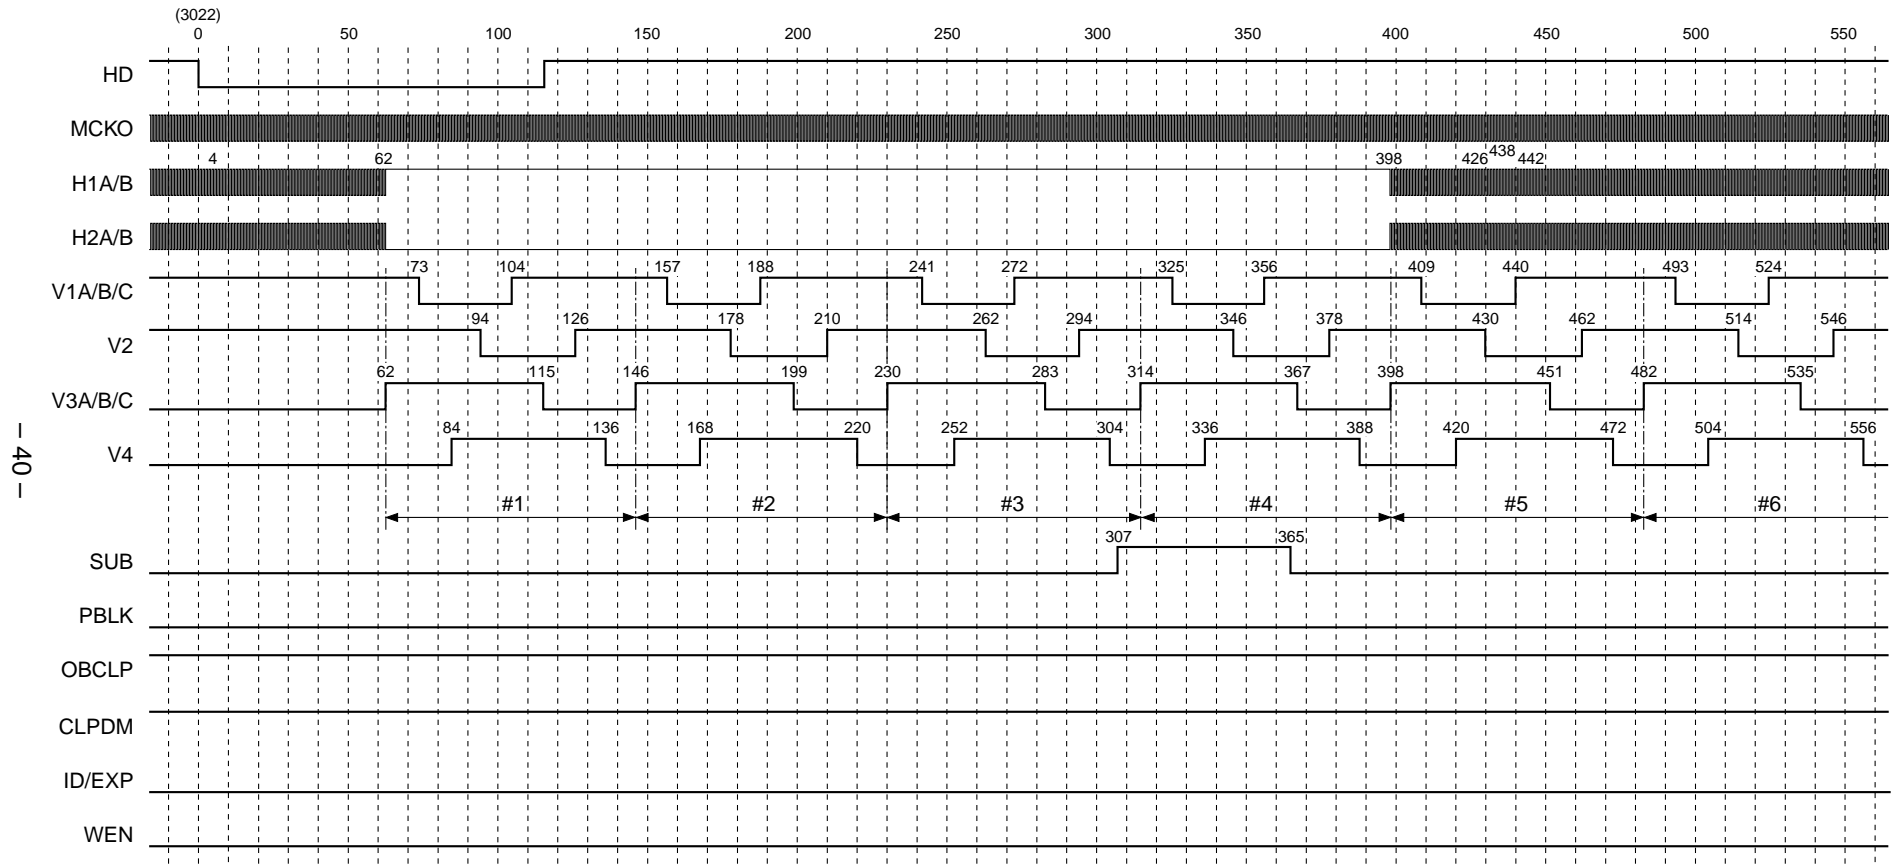 (3022)
0 50 100 150 200 250 300 350 400 450 500 550
HD
MCKO
4 62 398 426 438 442
H1A/B
H2A/B
73 104 157 188 241 272 325 356 409 440 493 524
V1A/B/C
94 126 178 210 262 294 346 378 430 462 514 546
V2
62 115 146 199 230 283 314 367 398 451 482 535
V3A/B/C
84 136 168 220 252 304 336 388 420 472 504 556
V4
#1 #2 #3 #4 #5 #6
307 365
SUB
PBLK
OBCLP
CLPDM
ID/EXP
WEN
– 40 –